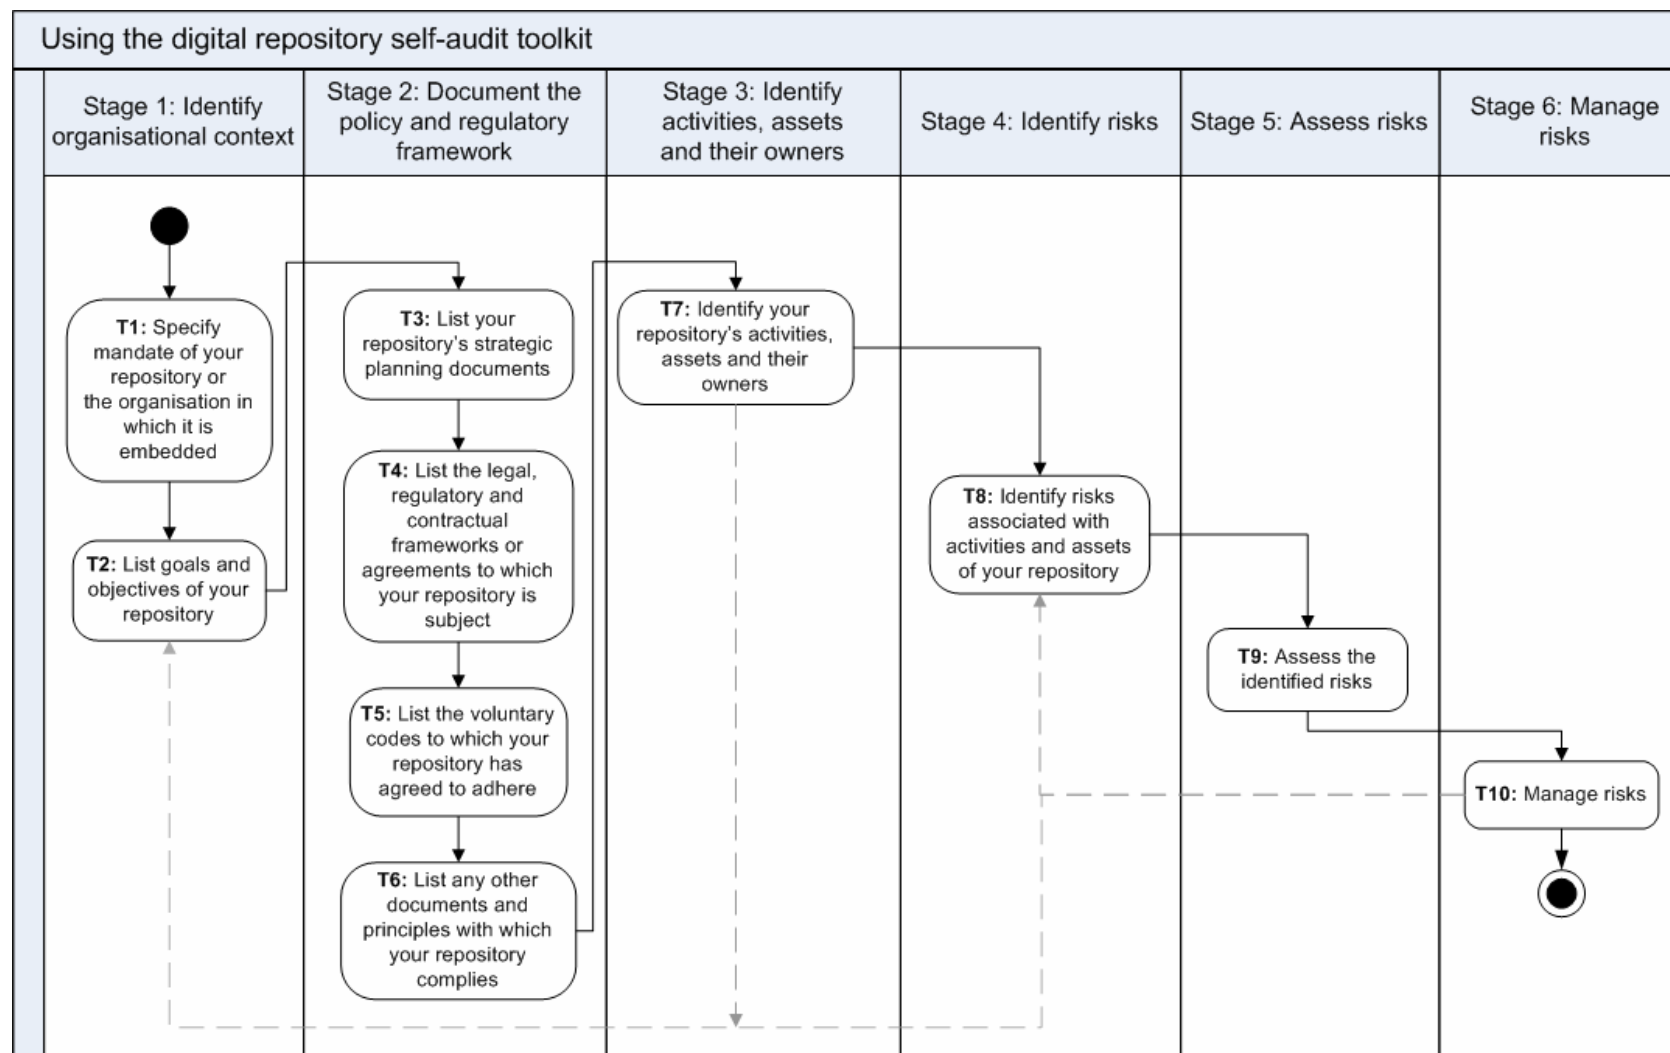 Using the digital repository self-audit toolkit
Stage 1: Identify
organisational context
Stage 2: Document the
policy and regulatory
framework
Stage 3: Identify
activities, assets
and their owners
Stage 4: Identify risks
Stage 5: Assess risks
Stage 6: Manage
risks
T1: Specify
mandate of your
repository or
the organisation in
which it is
embedded
T2: List goals and
objectives of your
repository
T3: List your
repository's strategic
planning documents
T4: List the legal,
regulatory and
contractual
frameworks or
agreements to which
your repository is
subject
T5: List the voluntary
codes to which your
repository has
agreed to adhere
T6: List any other
documents and
principles with which
your repository
complies
T7: Identify your
repository's activities,
assets and their
owners
T8: Identify risks
associated with
activities and assets
of your repository
T9: Assess the
identified risks
T10: Manage risks